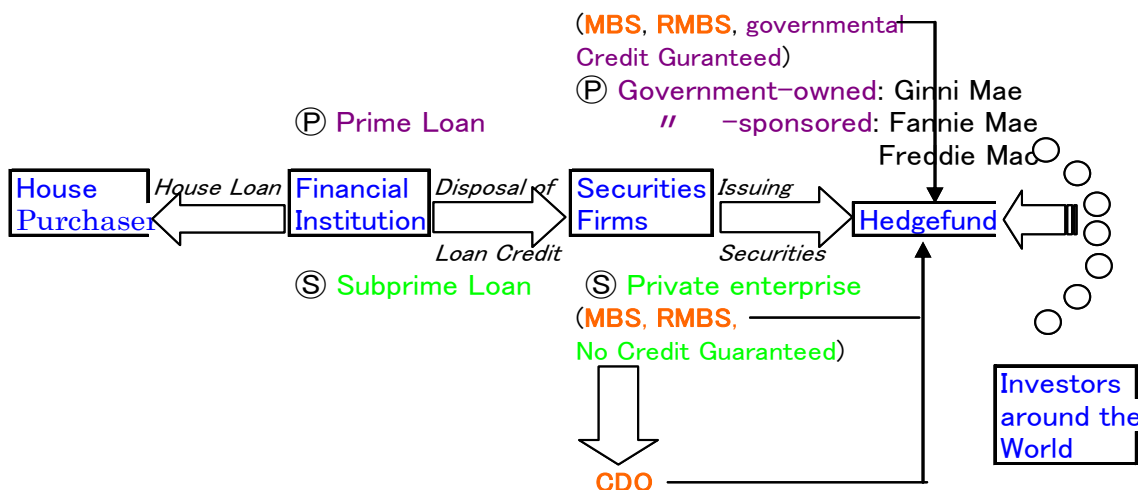 (MBS, RMBS, governmental
Credit Guranteed)
Ⓟ Government-owned: Ginni Mae
〃 -sponsored: Fannie Mae
Freddie Mac
Ⓟ Prime Loan
House
Purchaser
House Loan
Financial
Institution
Disposal of
Loan Credit
Securities
Firms
Issuing
Securities
Hedgefund
Ⓢ Subprime Loan
Ⓢ Private enterprise
(MBS, RMBS,
No Credit Guaranteed)
CDO
Investors
around the
World